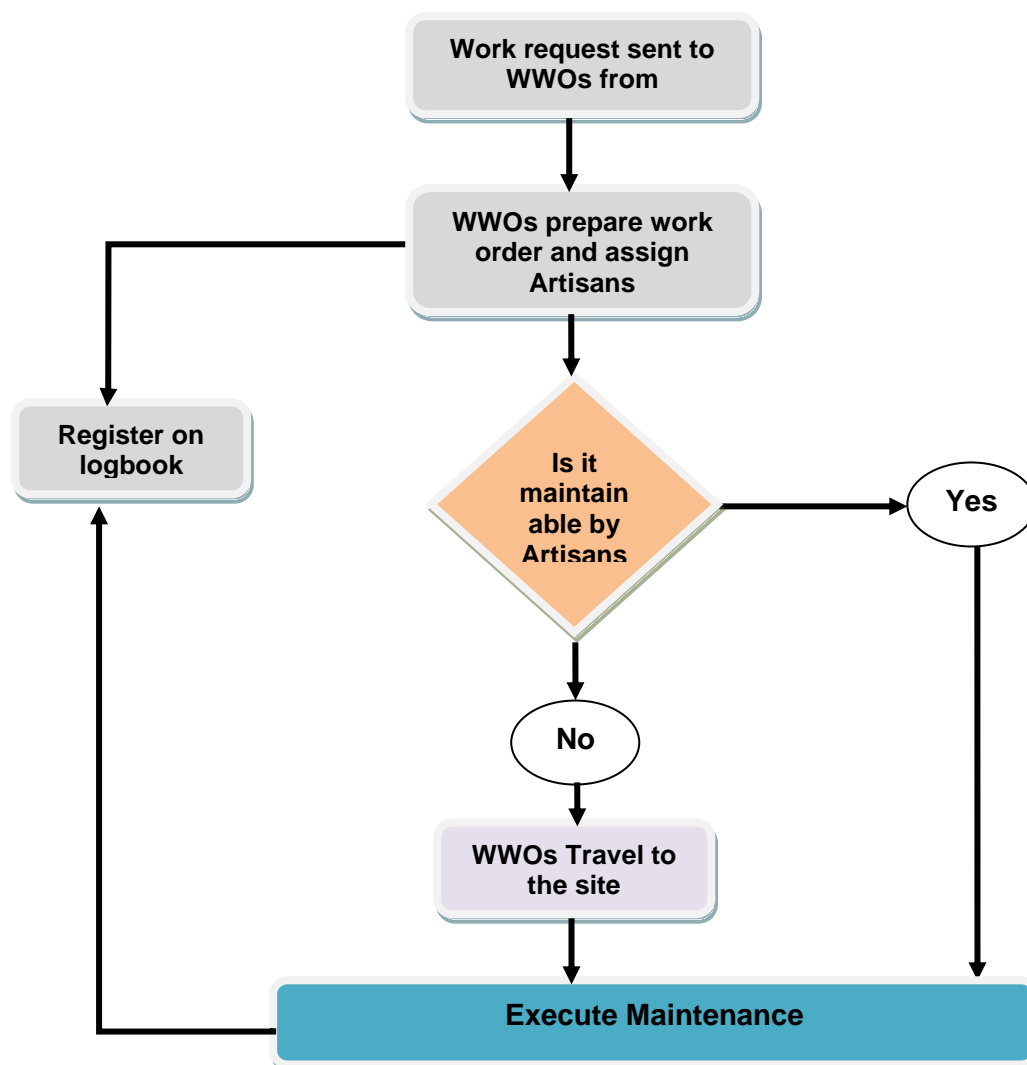 Work request sent to
WWOs from
WWOs prepare work
order and assign
Artisans
Register on
logbook
Is it
maintain
able by
Artisans
Yes
No
WWOs Travel to
the site
Execute Maintenance